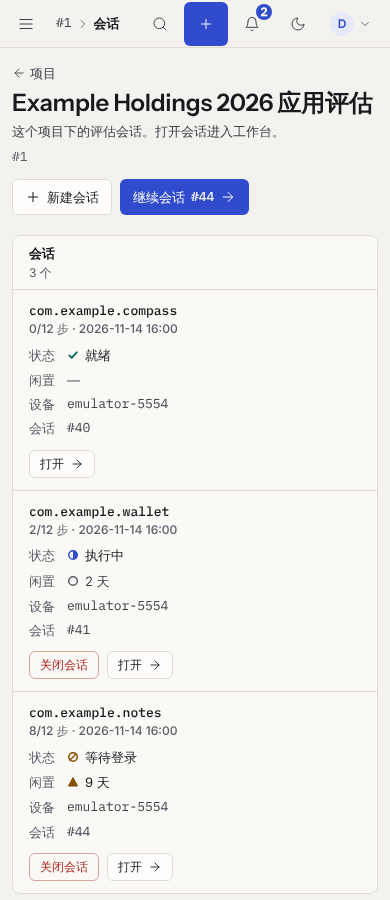 #1 会话 2 D
项目
Example Holdings 2026 应用评估
这个项目下的评估会话。打开会话进入工作台。
#1
新建会话 继续会话 #44
会话
3 个
com.example.compass
0/12 步 · 2026-11-14 16:00
状态 就绪
闲置 —
设备 emulator-5554
会话 #40
打开
com.example.wallet
2/12 步 · 2026-11-14 16:00
状态 执行中
闲置 2 天
设备 emulator-5554
会话 #41
关闭会话 打开
com.example.notes
8/12 步 · 2026-11-14 16:00
状态 等待登录
闲置 9 天
设备 emulator-5554
会话 #44
关闭会话 打开